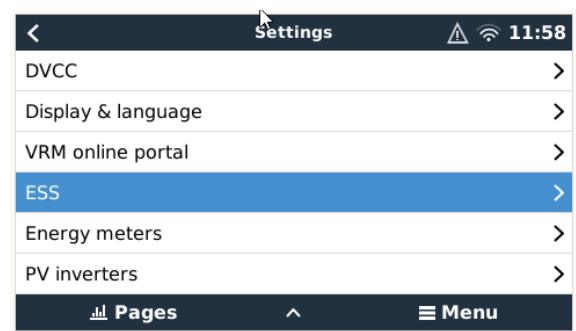 Settings 11:58
DVCC
Display & language
VRM online portal
ESS
Energy meters
PV inverters
Pages Menu